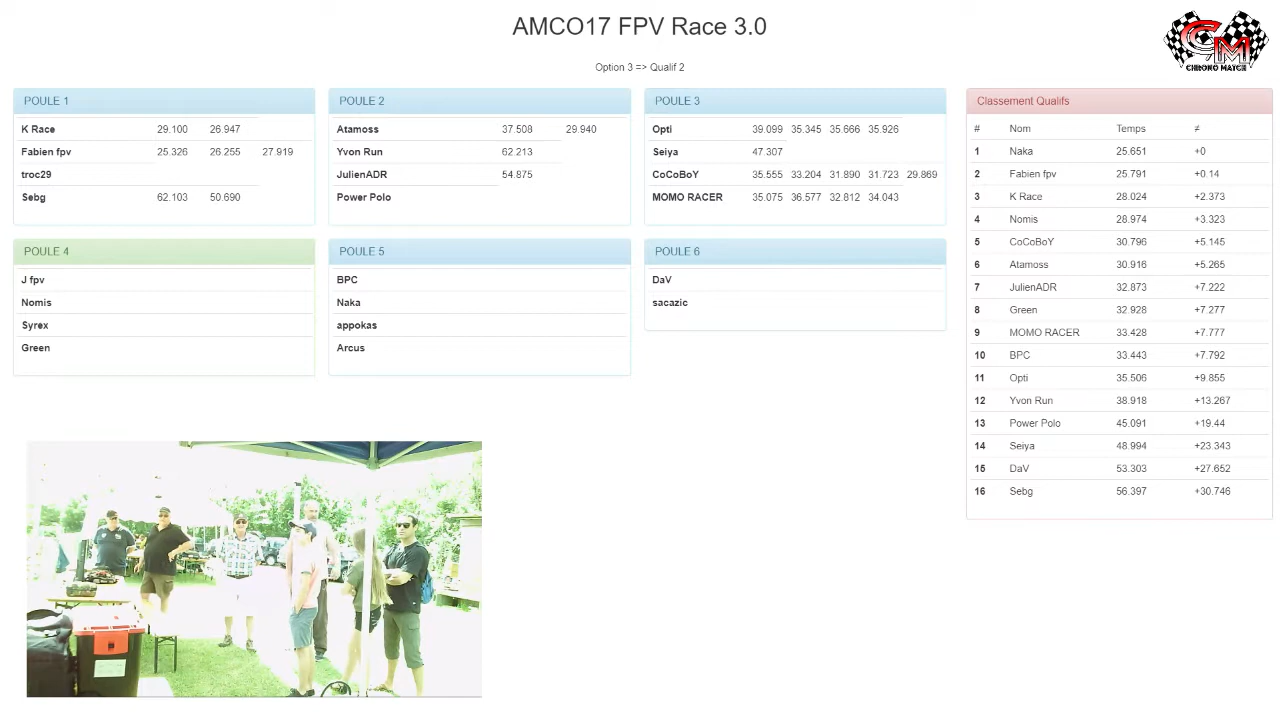 AMCO17 FPV Race 3.0
CM
CHRONO MATCH
Option 3 => Qualif 2
POULE 1
K Race 29.100 26.947
Fabien fpv 25.326 26.255 27.919
troc29
Sebg 62.103 50.690
POULE 2
Atamoss 37.508 29.940
Yvon Run 62.213
JulienADR 54.875
Power Polo
POULE 3
Opti 39.099 35.345 35.666 35.926
Seiya 47.307
CoCoBoY 35.555 33.204 31.890 31.723 29.869
MOMO RACER 35.075 36.577 32.812 34.043
POULE 4
J fpv
Nomis
Syrex
Green
POULE 5
BPC
Naka
appokas
Arcus
POULE 6
DaV
sacazic
Classement Qualifs
# Nom Temps ≠
1 Naka 25.651 +0
2 Fabien fpv 25.791 +0.14
3 K Race 28.024 +2.373
4 Nomis 28.974 +3.323
5 CoCoBoY 30.796 +5.145
6 Atamoss 30.916 +5.265
7 JulienADR 32.873 +7.222
8 Green 32.928 +7.277
9 MOMO RACER 33.428 +7.777
10 BPC 33.443 +7.792
11 Opti 35.506 +9.855
12 Yvon Run 38.918 +13.267
13 Power Polo 45.091 +19.44
14 Seiya 48.994 +23.343
15 DaV 53.303 +27.652
16 Sebg 56.397 +30.746